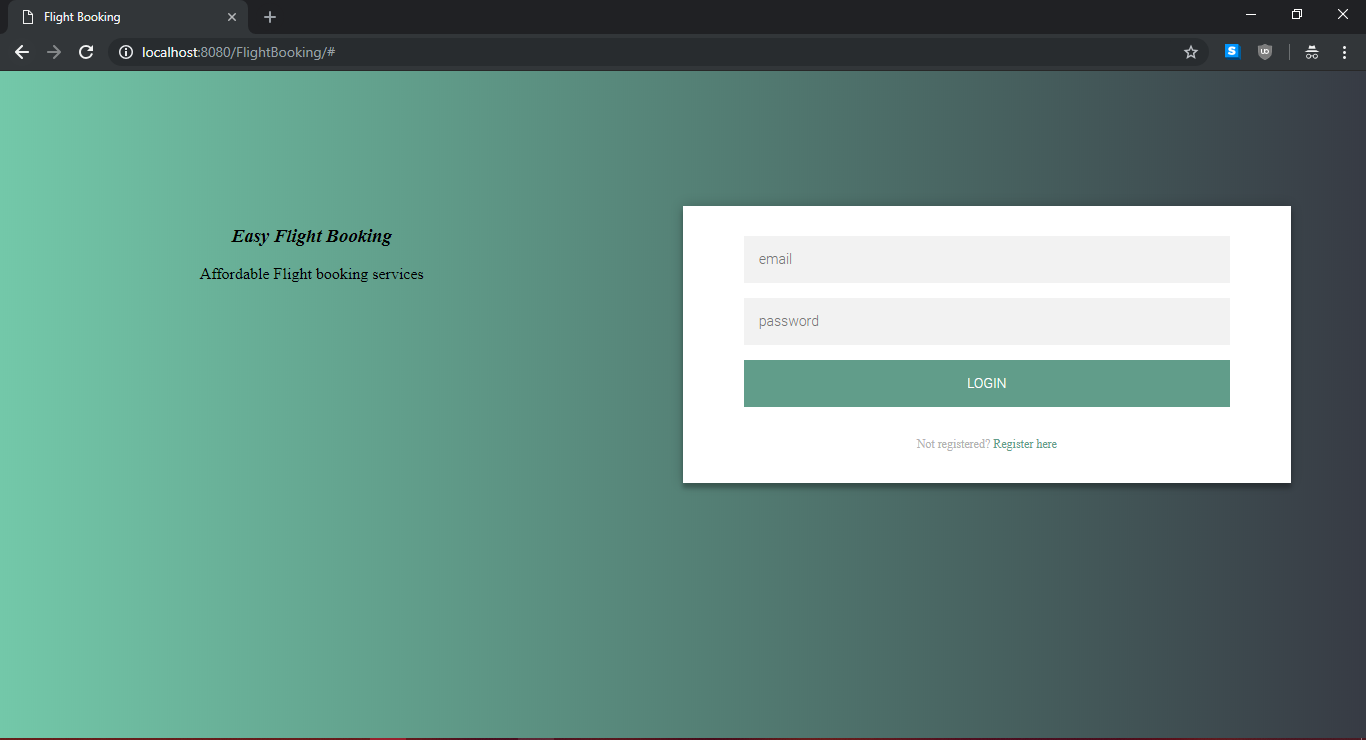 Flight Booking
localhost:8080/FlightBooking/#
S
UO
Easy Flight Booking
Affordable Flight booking services
email
password
LOGIN
Not registered? Register here